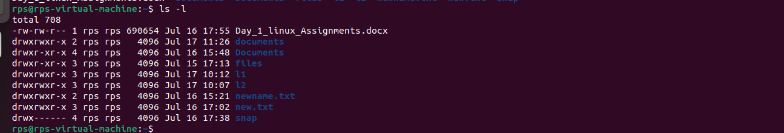 rps@rps-virtual-machine:~$ ls -l
total 708
-rw-rw-r-- 1 rps rps 690654 Jul 16 17:55 Day_1_linux_Assignments.docx
drwxrwxr-x 2 rps rps   4096 Jul 17 11:26 documents
drwxr-xr-x 4 rps rps   4096 Jul 16 15:48 Documents
drwxr-xr-x 3 rps rps   4096 Jul 15 17:13 files
drwxrwxr-x 3 rps rps   4096 Jul 17 10:12 l1
drwxrwxr-x 3 rps rps   4096 Jul 17 10:07 l2
drwxrwxr-x 2 rps rps   4096 Jul 16 15:21 newname.txt
drwxrwxr-x 3 rps rps   4096 Jul 16 17:02 new.txt
drwx------ 4 rps rps   4096 Jul 16 17:38 snap
rps@rps-virtual-machine:~$